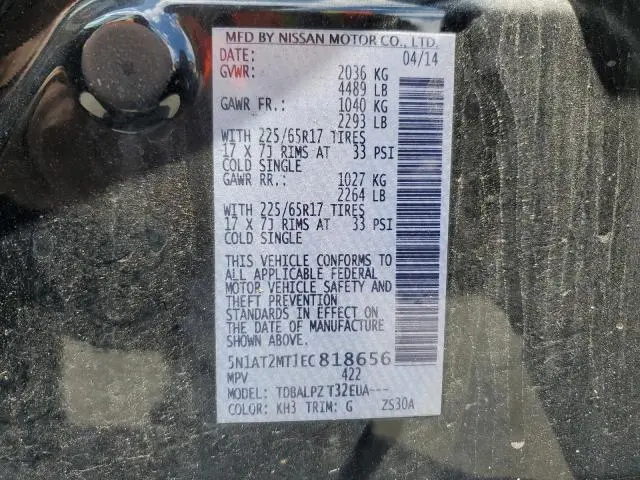 MFD BY NISSAN MOTOR CO., LTD.
DATE: 04/14
GVWR: 2036 KG
4489 LB
GAWR FR.: 1040 KG
2293 LB
WITH 225/65R17 TIRES
17 X 7J RIMS AT 33 PSI
COLD SINGLE
GAWR RR.: 1027 KG
2264 LB
WITH 225/65R17 TIRES
17 X 7J RIMS AT 33 PSI
COLD SINGLE
THIS VEHICLE CONFORMS TO
ALL APPLICABLE FEDERAL
MOTOR VEHICLE SAFETY AND
THEFT PREVENTION
STANDARDS IN EFFECT ON
THE DATE OF MANUFACTURE
SHOWN ABOVE.
5N1AT2MT1EC818656
MPV 422
MODEL: TDBALPZ T32EUA---
COLOR: KH3 TRIM: G ZS30A